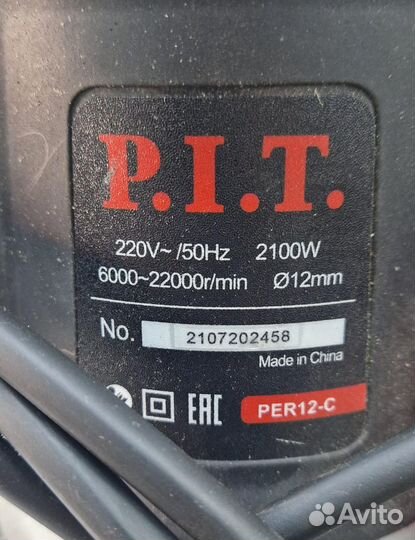 P.I.T.
220V~ /50Hz 2100W
6000~22000r/min Ø12mm
No. 2107202458
Made in China
EAC PER12-C
Avito